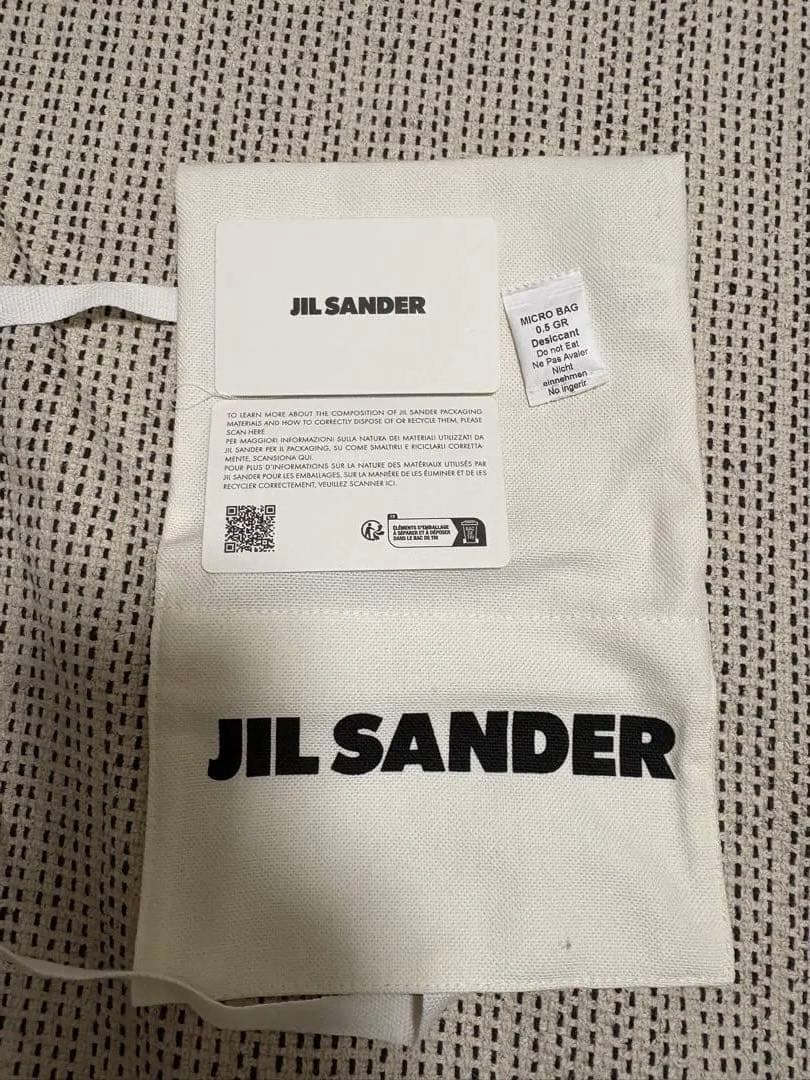 JIL SANDER
MICRO BAG
0.5 GR
Desiccant
Do not Eat
Ne Pas Avaler
Nicht
einnehmen
No ingerir
TO LEARN MORE ABOUT THE COMPOSITION OF JIL SANDER PACKAGING
MATERIALS AND HOW TO CORRECTLY DISPOSE OF OR RECYCLE THEM, PLEASE
SCAN HERE
PER MAGGIORI INFORMAZIONI SULLA NATURA DEI MATERIALI UTILIZZATI DA
JIL SANDER PER IL PACKAGING, SU COME SMALTIRLI E RICICLARLI CORRETTA-
MENTE, SCANSIONA QUI.
POUR PLUS D'INFORMATIONS SUR LA NATURE DES MATÉRIAUX UTILISÉS PAR
JIL SANDER POUR LES EMBALLAGES, SUR LA MANIÈRE DE LES ÉLIMINER ET DE LES
RECYCLER CORRECTEMENT, VEUILLEZ SCANNER ICI.
FR
ÉLÉMENTS D'EMBALLAGE
À SÉPARER ET À DÉPOSER
DANS LE BAC DE TRI
BAC
DE
TRI
JIL SANDER